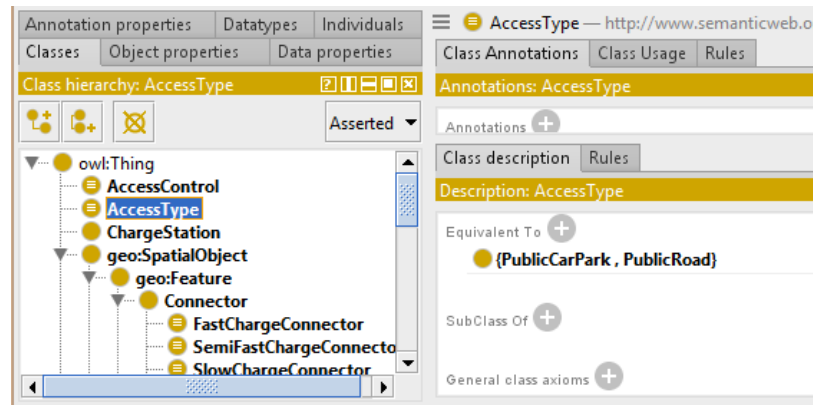 Annotation properties Datatypes Individuals
Classes Object properties Data properties
Class hierarchy: AccessType
Asserted
owl:Thing
AccessControl
AccessType
ChargeStation
geo:SpatialObject
geo:Feature
Connector
FastChargeConnector
SemiFastChargeConnecto
SlowChargeConnector
AccessType — http://www.semanticweb.o
Class Annotations Class Usage Rules
Annotations: AccessType
Annotations
Class description Rules
Description: AccessType
Equivalent To
{PublicCarPark , PublicRoad}
SubClass Of
General class axioms